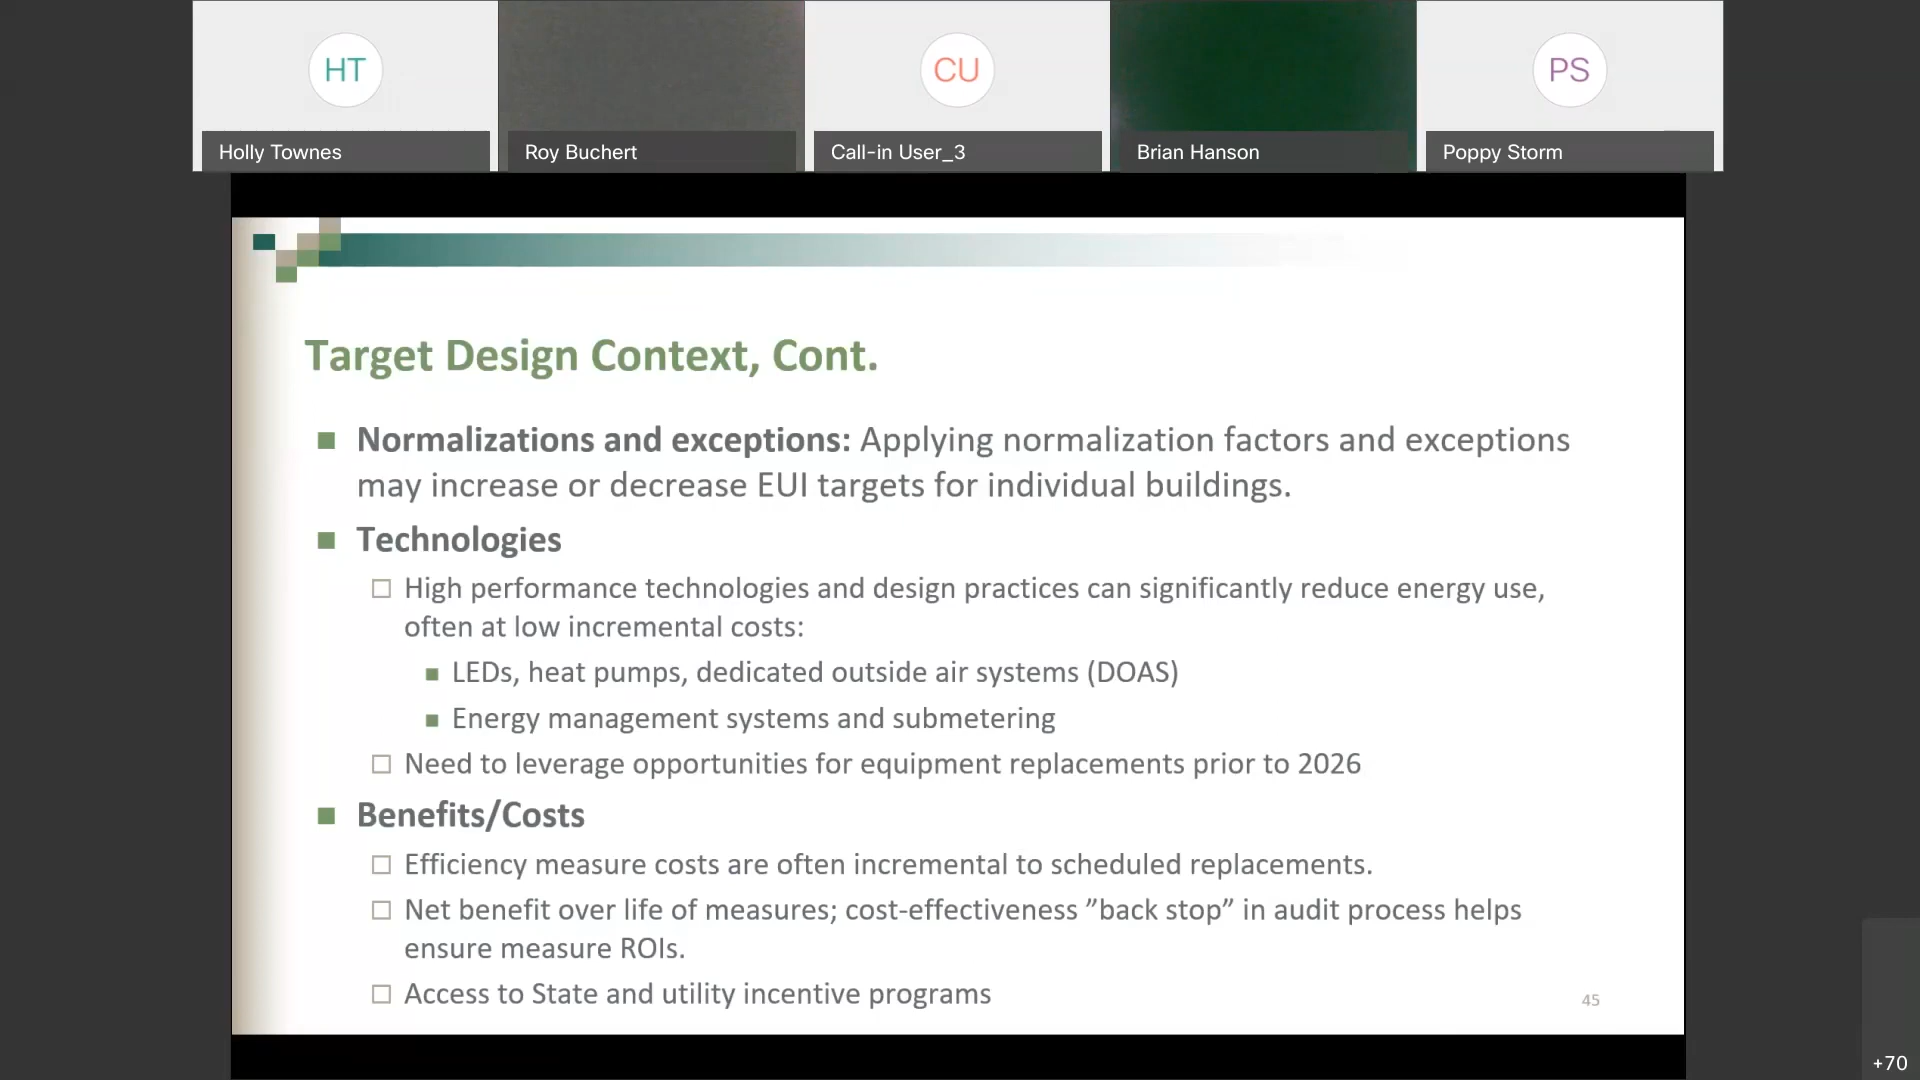 HT
CU
PS
Holly Townes
Roy Buchert
Call-in User_3
Brian Hanson
Poppy Storm
Target Design Context, Cont.
Normalizations and exceptions: Applying normalization factors and exceptions
may increase or decrease EUI targets for individual buildings.
Technologies
High performance technologies and design practices can significantly reduce energy use,
often at low incremental costs:
LEDs, heat pumps, dedicated outside air systems (DOAS)
Energy management systems and submetering
Need to leverage opportunities for equipment replacements prior to 2026
Benefits/Costs
Efficiency measure costs are often incremental to scheduled replacements.
Net benefit over life of measures; cost-effectiveness ”back stop” in audit process helps
ensure measure ROIs.
Access to State and utility incentive programs
45
+70